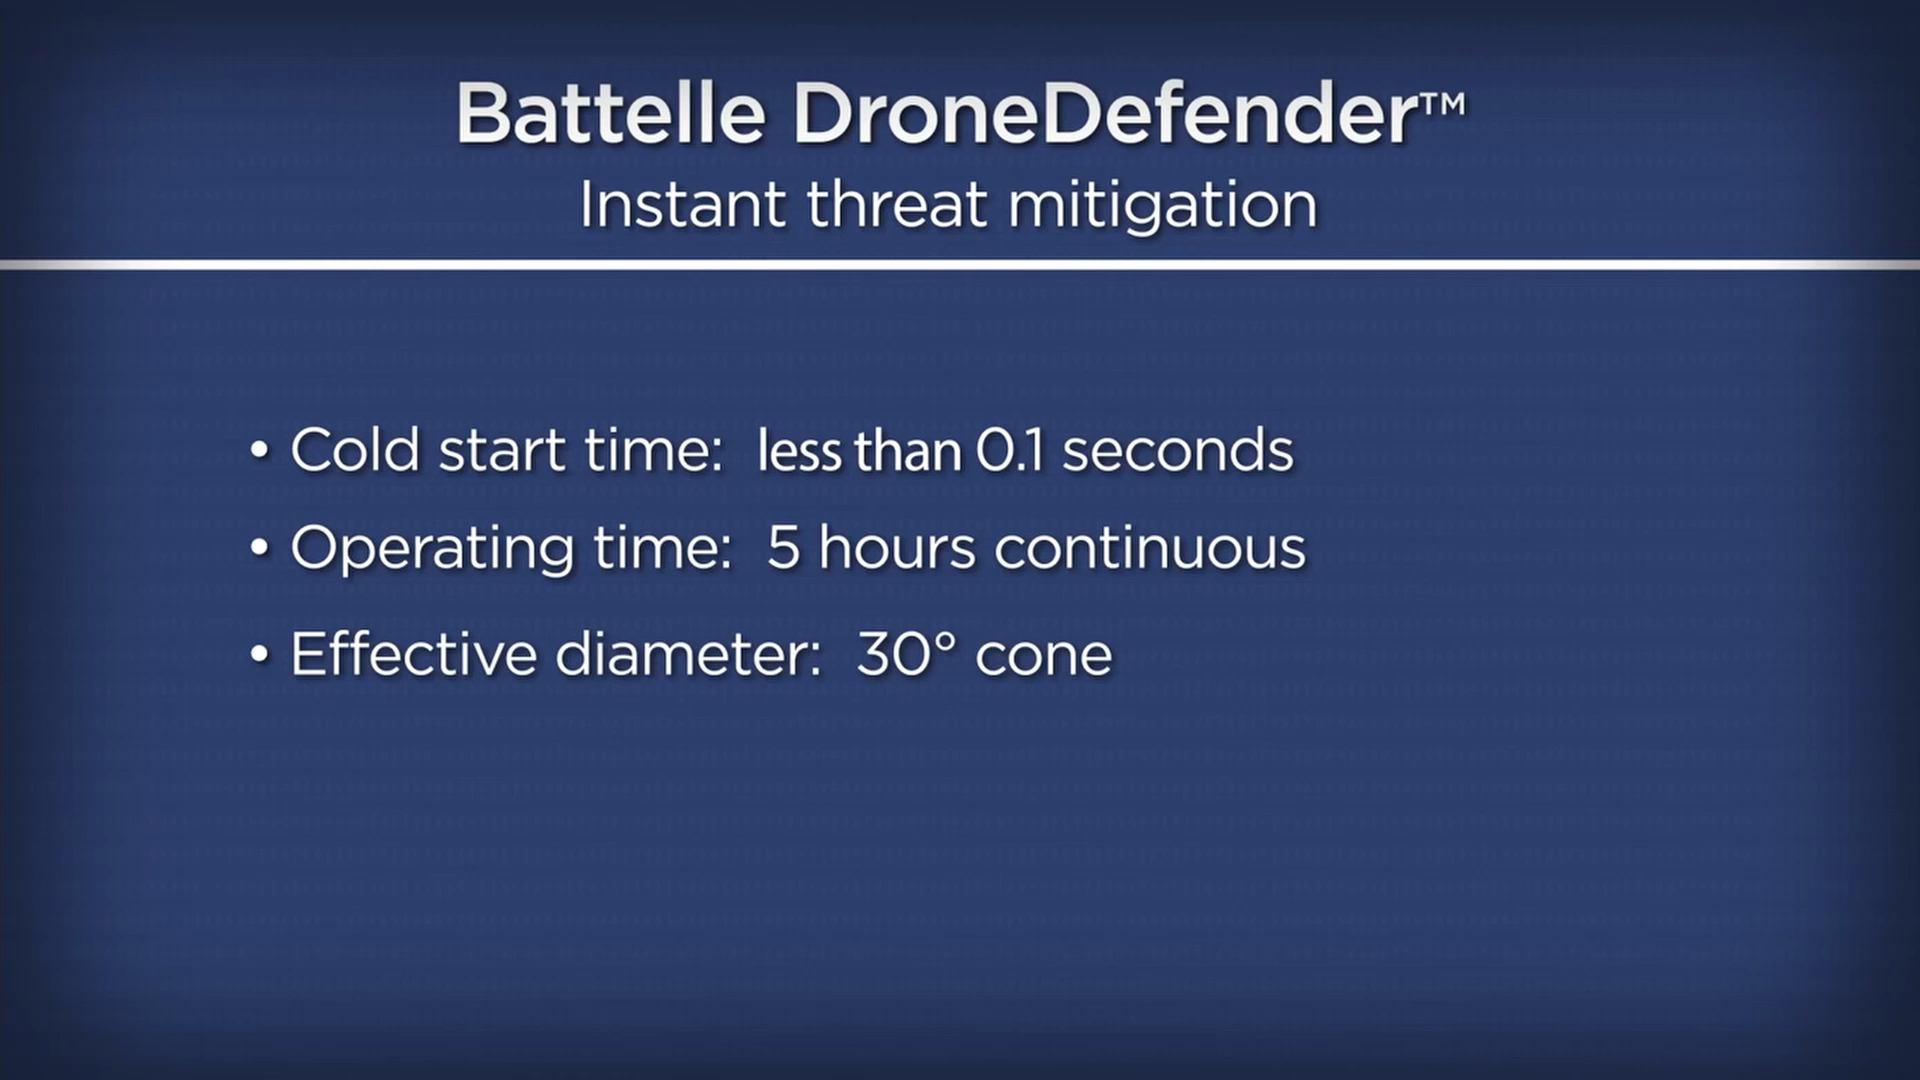 Battelle DroneDefender™
Instant threat mitigation
• Cold start time: less than 0.1 seconds
• Operating time: 5 hours continuous
• Effective diameter: 30° cone